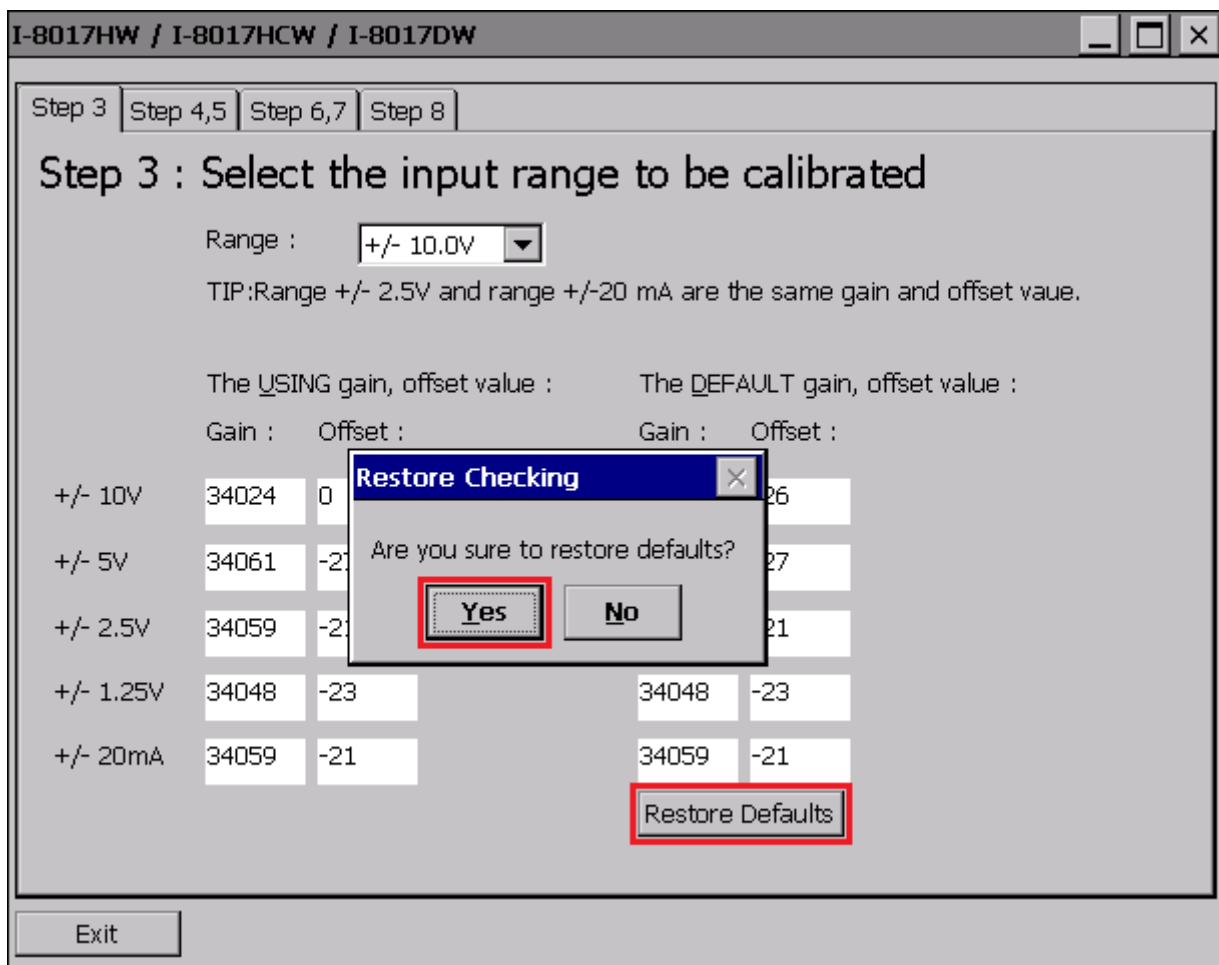 I-8017HW / I-8017HCW / I-8017DW
Step 3 Step 4,5 Step 6,7 Step 8
Step 3 : Select the input range to be calibrated
Range : +/- 10.0V
TIP:Range +/- 2.5V and range +/-20 mA are the same gain and offset vaue.
The USING gain, offset value : The DEFAULT gain, offset value :
Gain : Offset : Gain : Offset :
Restore Checking
+/- 10V 34024 0 26
Are you sure to restore defaults?
+/- 5V 34061 27
Yes No
+/- 2.5V 34059 21
+/- 1.25V 34048 -23 34048 -23
+/- 20mA 34059 -21 34059 -21
Restore Defaults
Exit